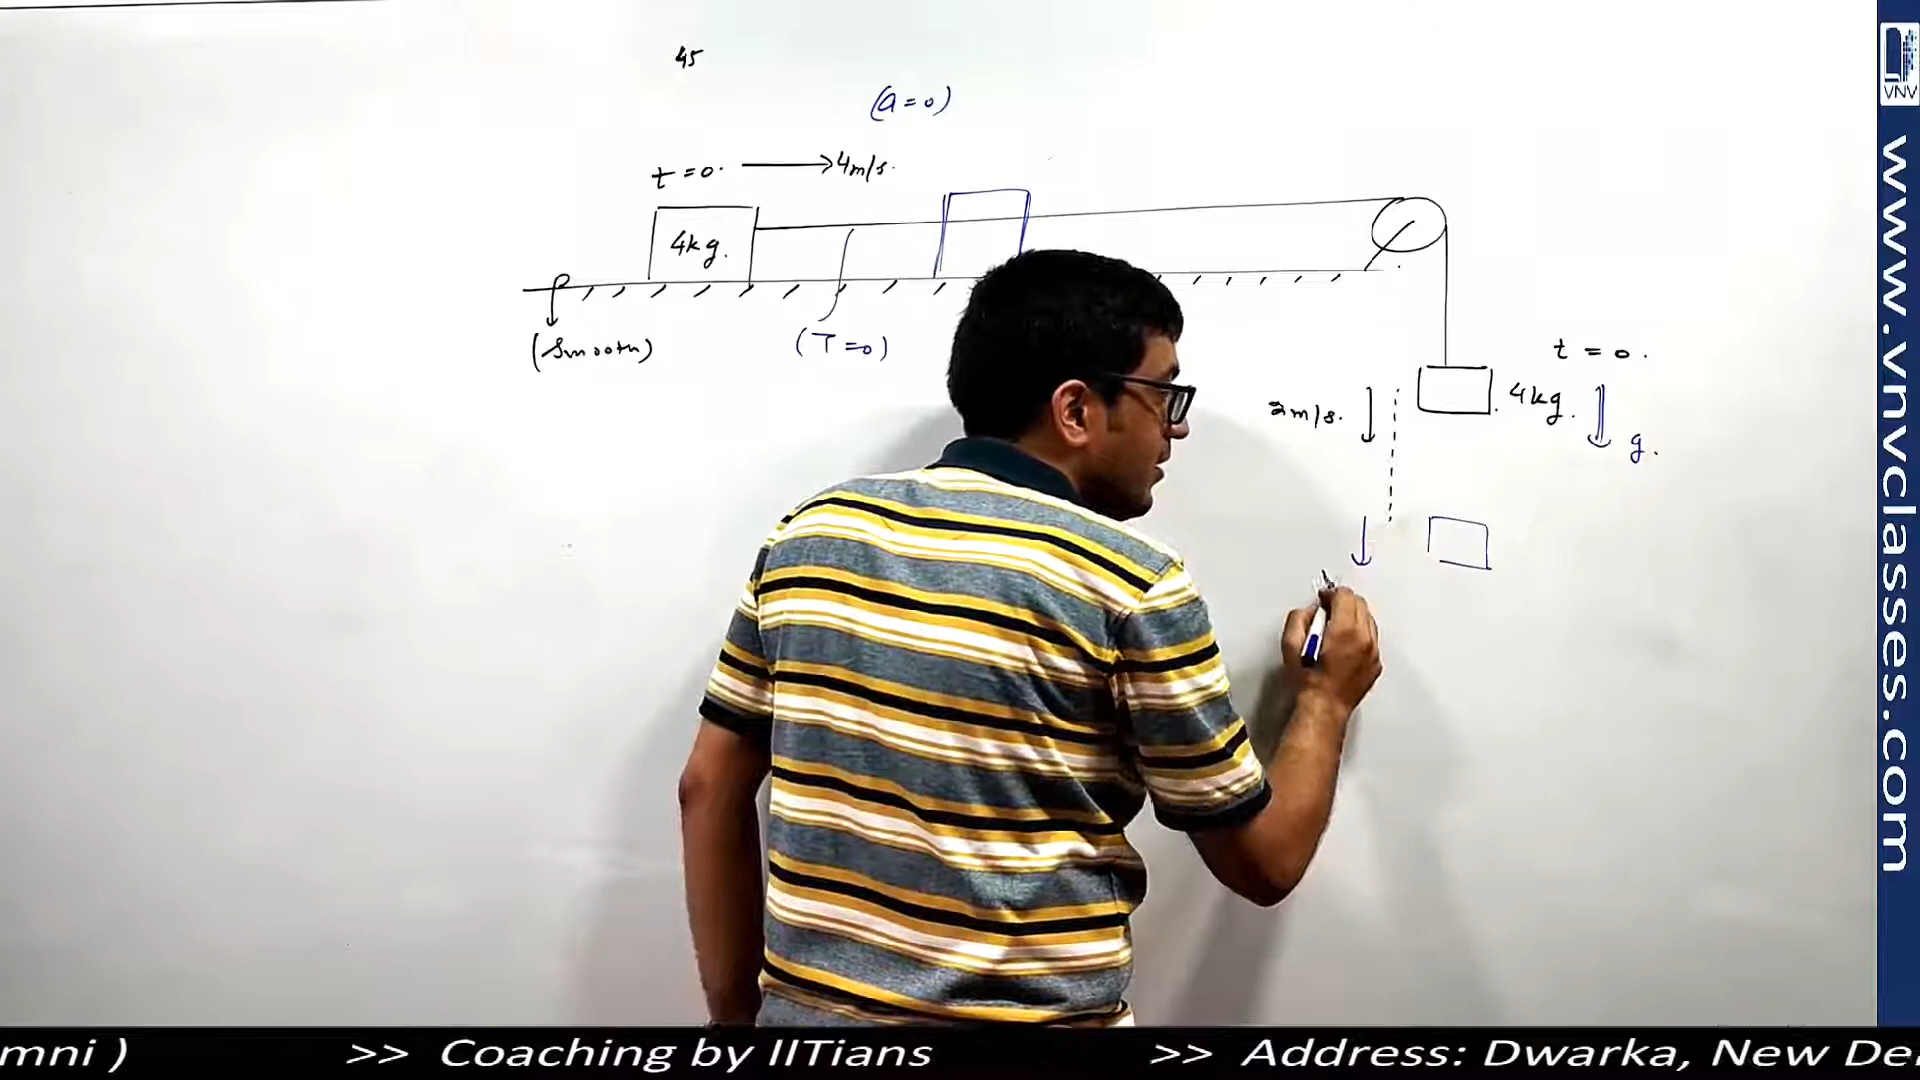 45
(a = 0)
t = 0. → 4m/s.
4kg.
(Smooth)
(T = 0)
t = 0.
2m/s.
4kg.
g.
VNV
www.vnvclasses.com
mni ) >> Coaching by IITians >> Address: Dwarka, New De